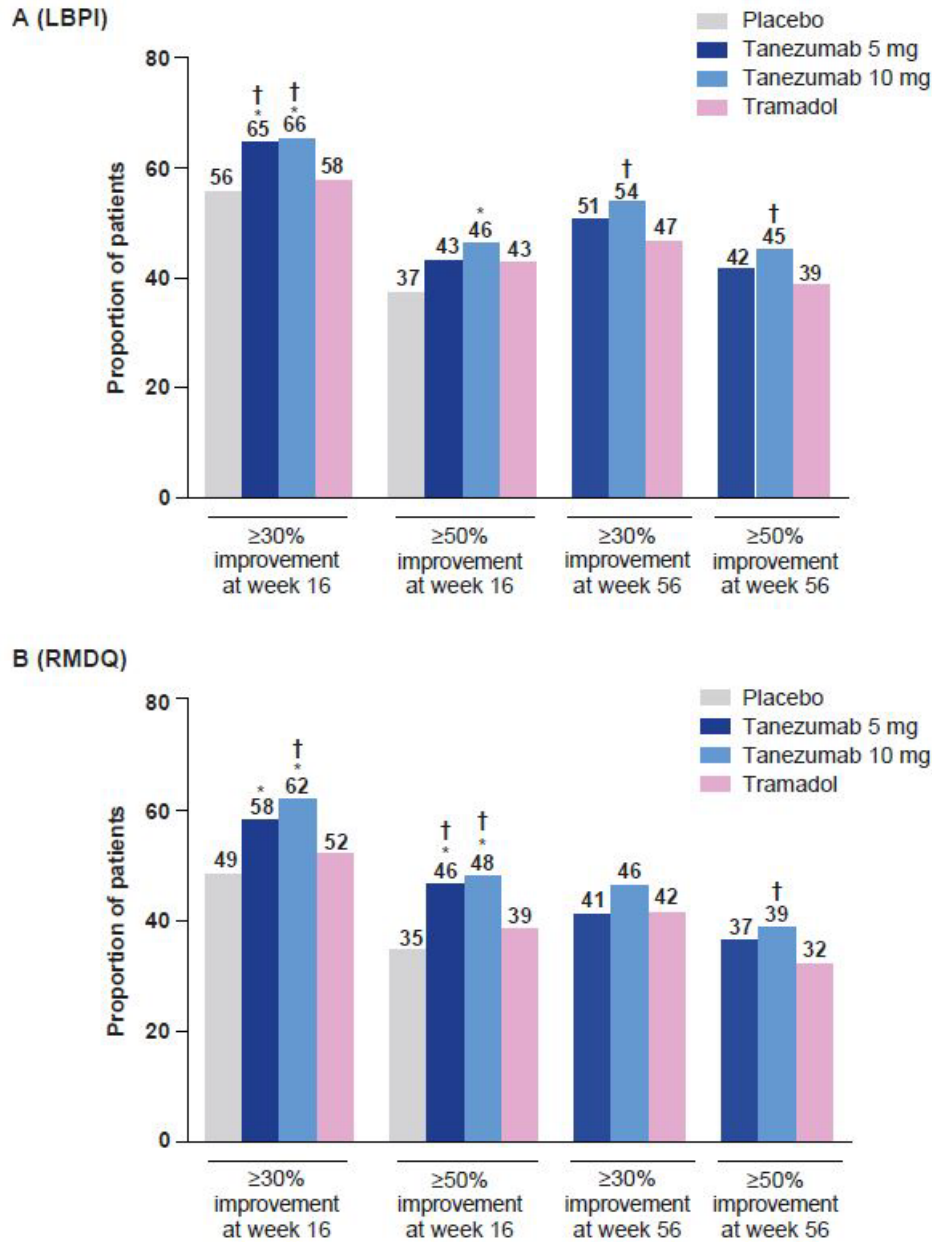 A (LBPI)
Placebo
Tanezumab 5 mg
Tanezumab 10 mg
Tramadol
Proportion of patients
80
60
40
20
0
† † †  †
* * *
56 65 66 58 37 43 46 43 51 54 47 42 45 39
≥30% ≥50% ≥30% ≥50%
improvement improvement improvement improvement
at week 16 at week 16 at week 56 at week 56
B (RMDQ)
Placebo
Tanezumab 5 mg
Tanezumab 10 mg
Tramadol
Proportion of patients
80
60
40
20
0
† † † †
* * * *
49 58 62 52 35 46 48 39 41 46 42 37 39 32
≥30% ≥50% ≥30% ≥50%
improvement improvement improvement improvement
at week 16 at week 16 at week 56 at week 56